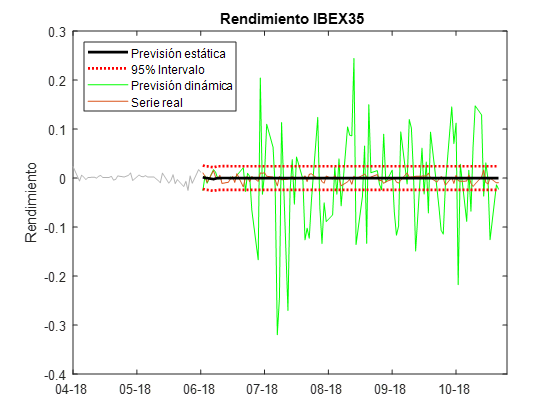 Rendimiento IBEX35
Previsión estática
95% Intervalo
Previsión dinámica
Serie real
Rendimiento
0.3
0.2
0.1
0
-0.1
-0.2
-0.3
-0.4
04-18 05-18 06-18 07-18 08-18 09-18 10-18